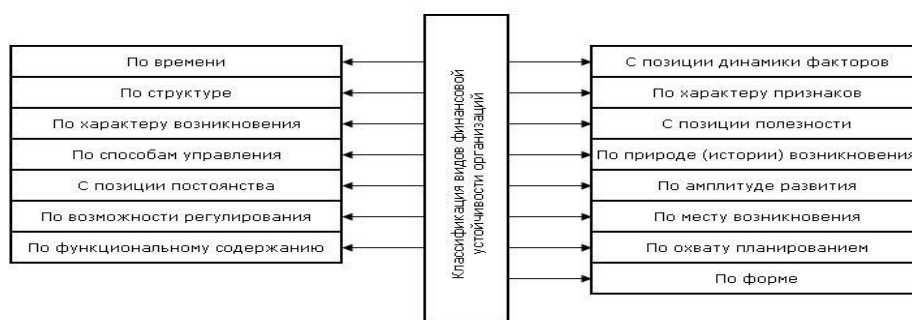 По времени
По структуре
По характеру возникновения
По способам управления
С позиции постоянства
По возможности регулирования
По функциональному содержанию
Классификация видов финансовой
устойчивости организаций
С позиции динамики факторов
По характеру признаков
С позиции полезности
По природе (истории) возникновения
По амплитуде развития
По месту возникновения
По охвату планированием
По форме